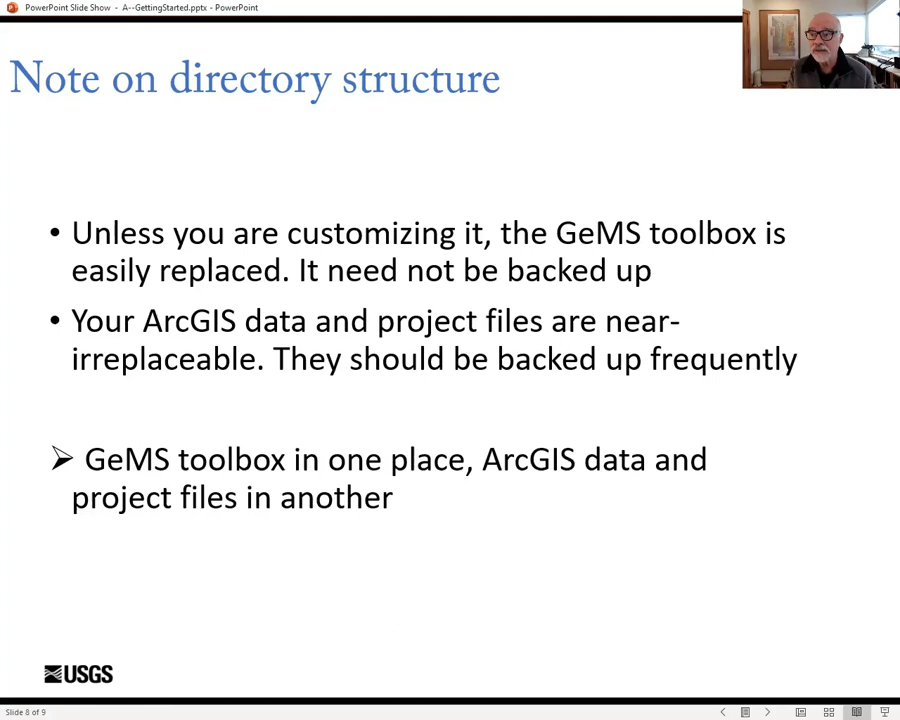 PowerPoint Slide Show - A--GettingStarted.pptx - PowerPoint
Note on directory structure
• Unless you are customizing it, the GeMS toolbox is
easily replaced. It need not be backed up
• Your ArcGIS data and project files are near-
irreplaceable. They should be backed up frequently
➢ GeMS toolbox in one place, ArcGIS data and
project files in another
USGS
Slide 8 of 9